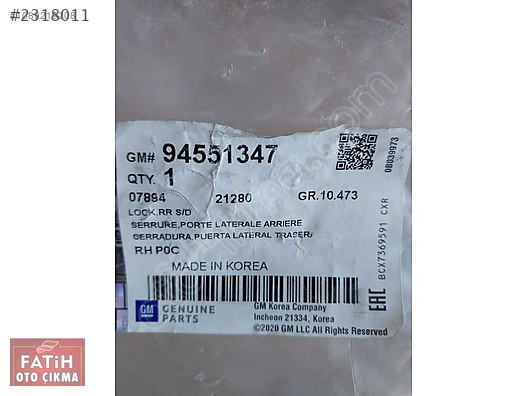 #2318011
GM# 94551347
QTY. 1
07894 21280 GR.10.473
LOCK,RR S/D
SERRURE,PORTE LATERALE ARRIERE
CERRADURA,PUERTA LATERAL TRASER/
RH P0C
MADE IN KOREA
GM GENUINE PARTS
GM Korea Company
Incheon 21334, Korea
©2020 GM LLC All Rights Reserved
08039973
BCX7369591 CXR
EAC
FATİH
OTO ÇIKMA